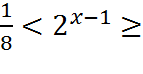 1/8 < 2^{x−1} ≥